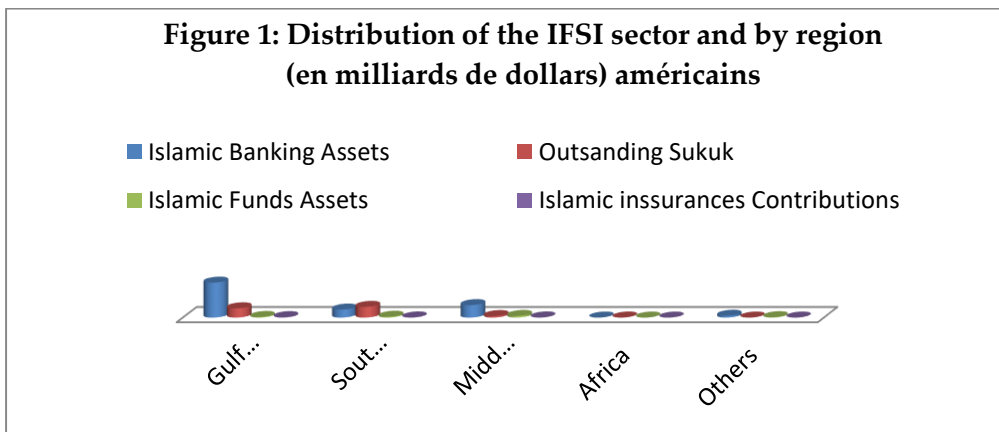 Figure 1: Distribution of the IFSI sector and by region
(en milliards de dollars) américains
Islamic Banking Assets
Outsanding Sukuk
Islamic Funds Assets
Islamic inssurances Contributions
Gulf...
Sout...
Midd...
Africa
Others